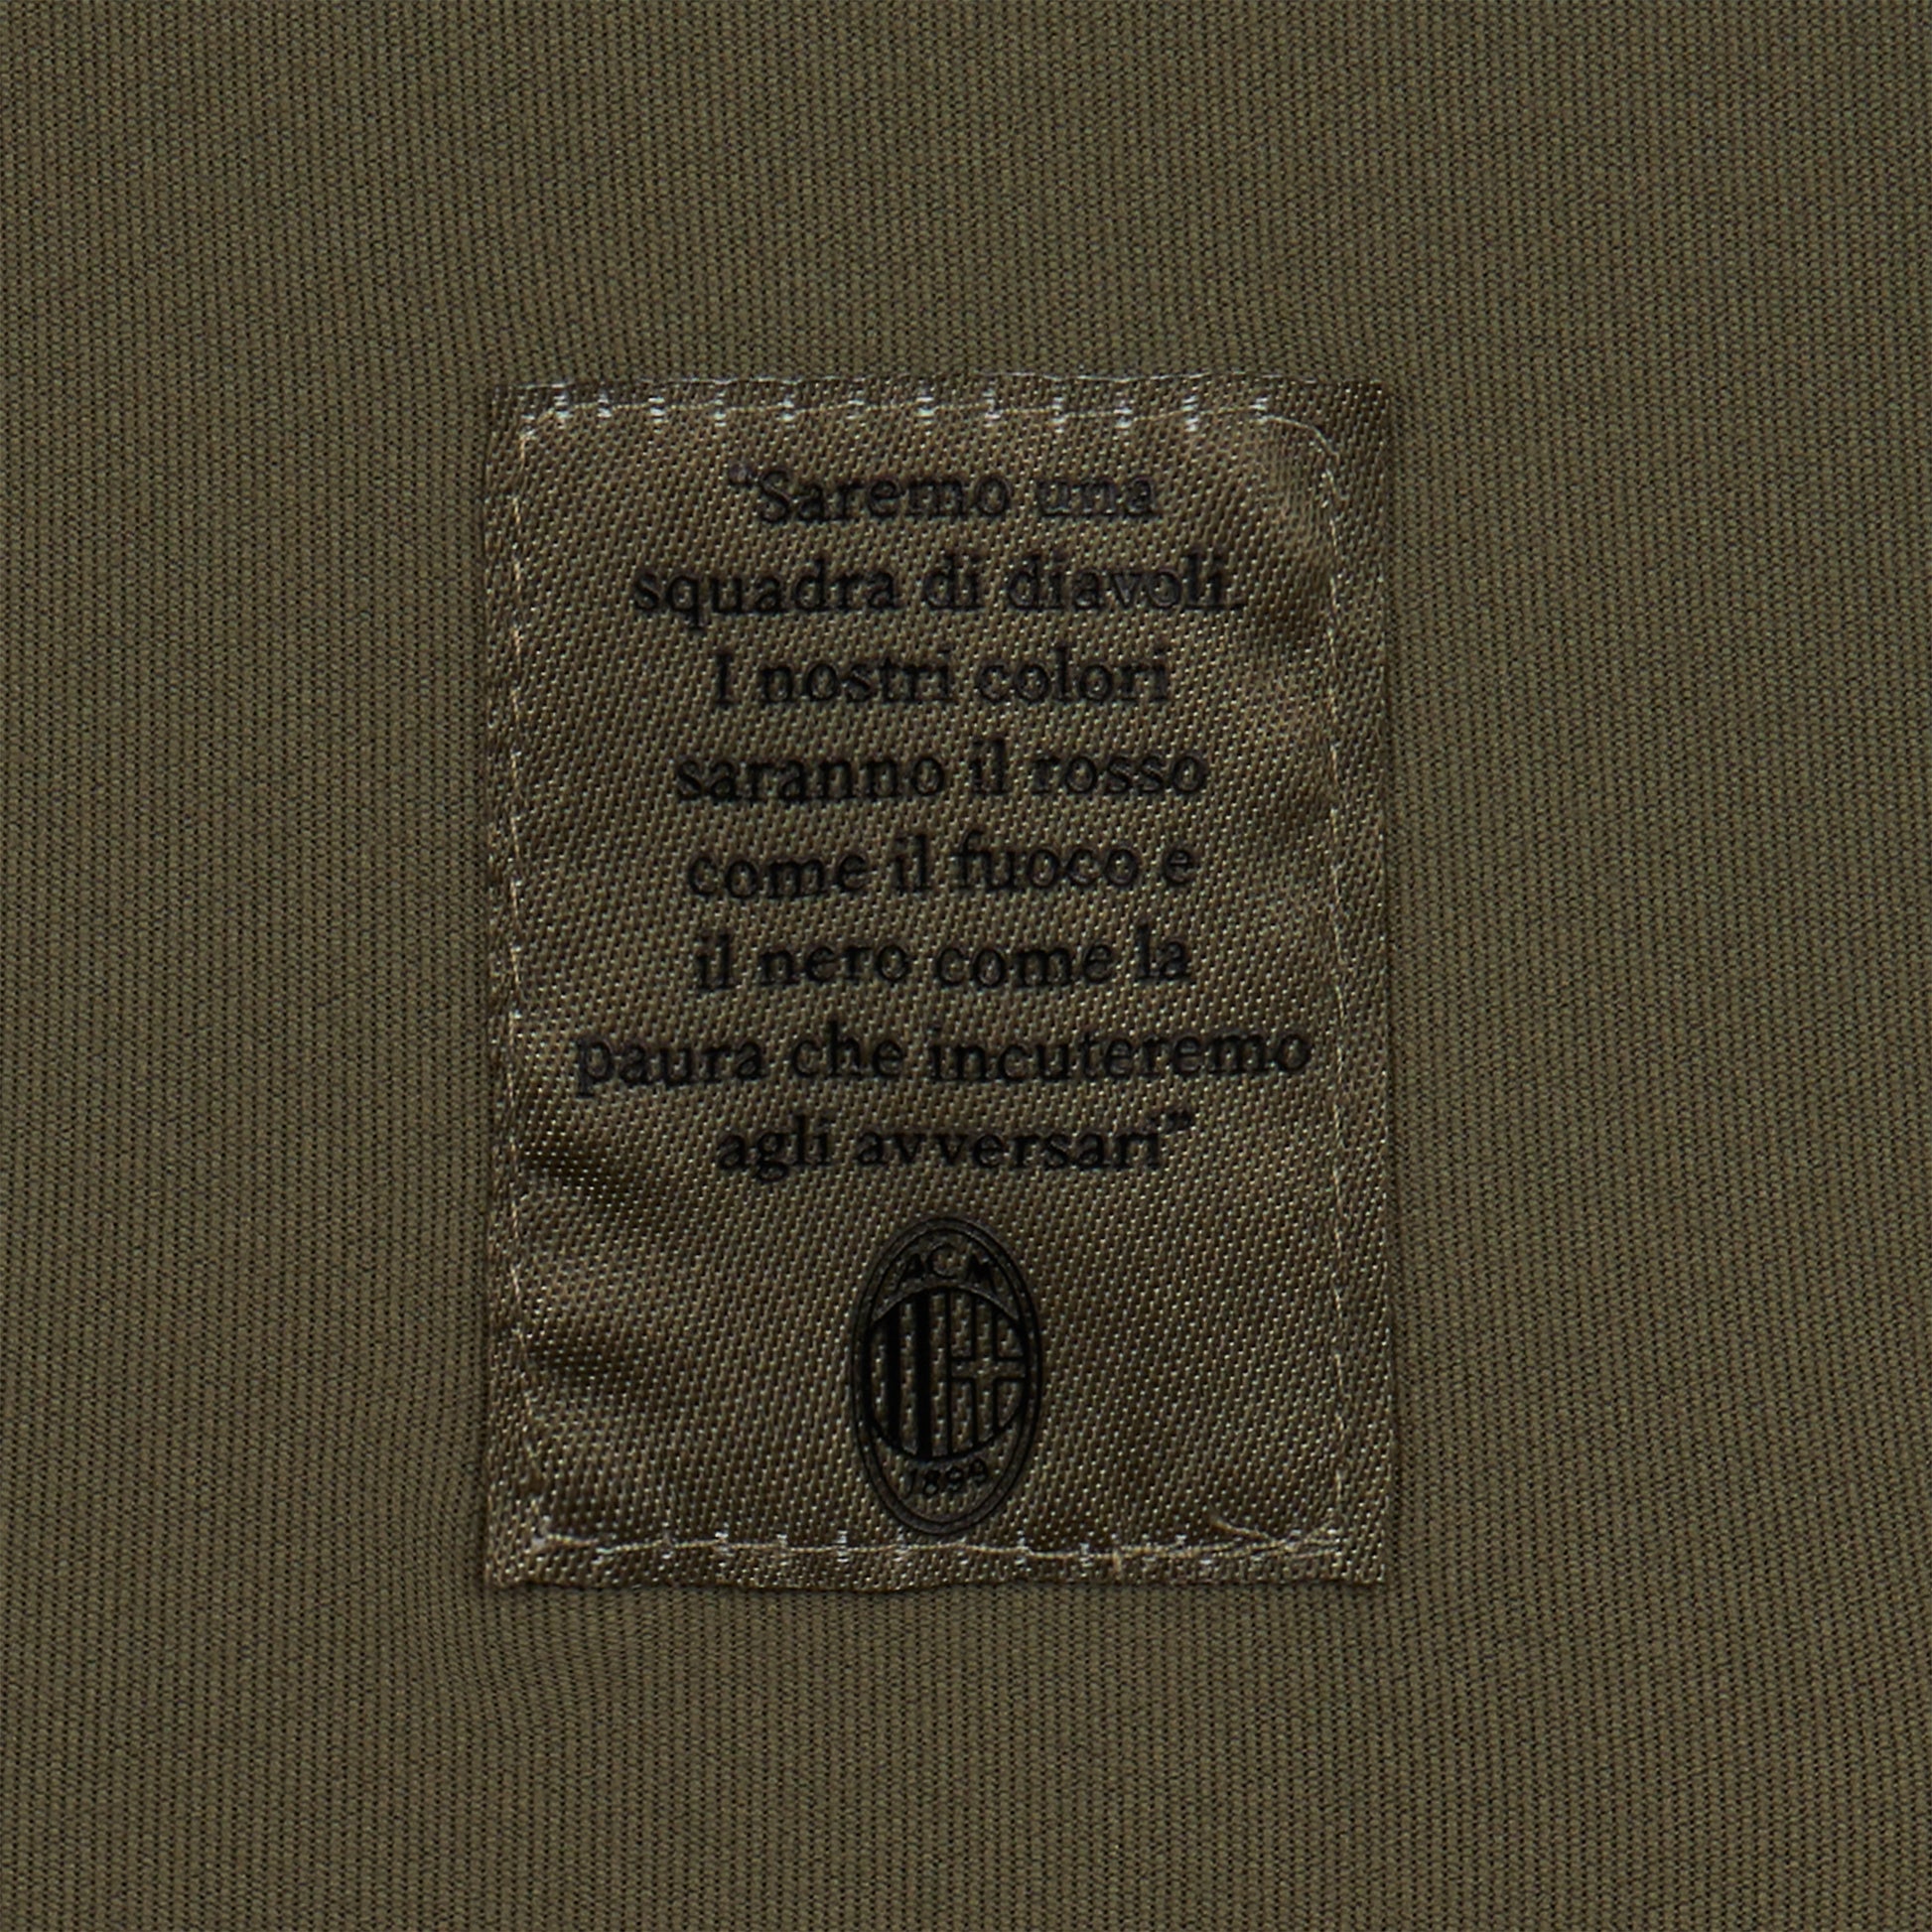 “Saremo una
squadra di diavoli.
I nostri colori
saranno il rosso
come il fuoco e
il nero come la
paura che incuteremo
agli avversari”
ACM
1899